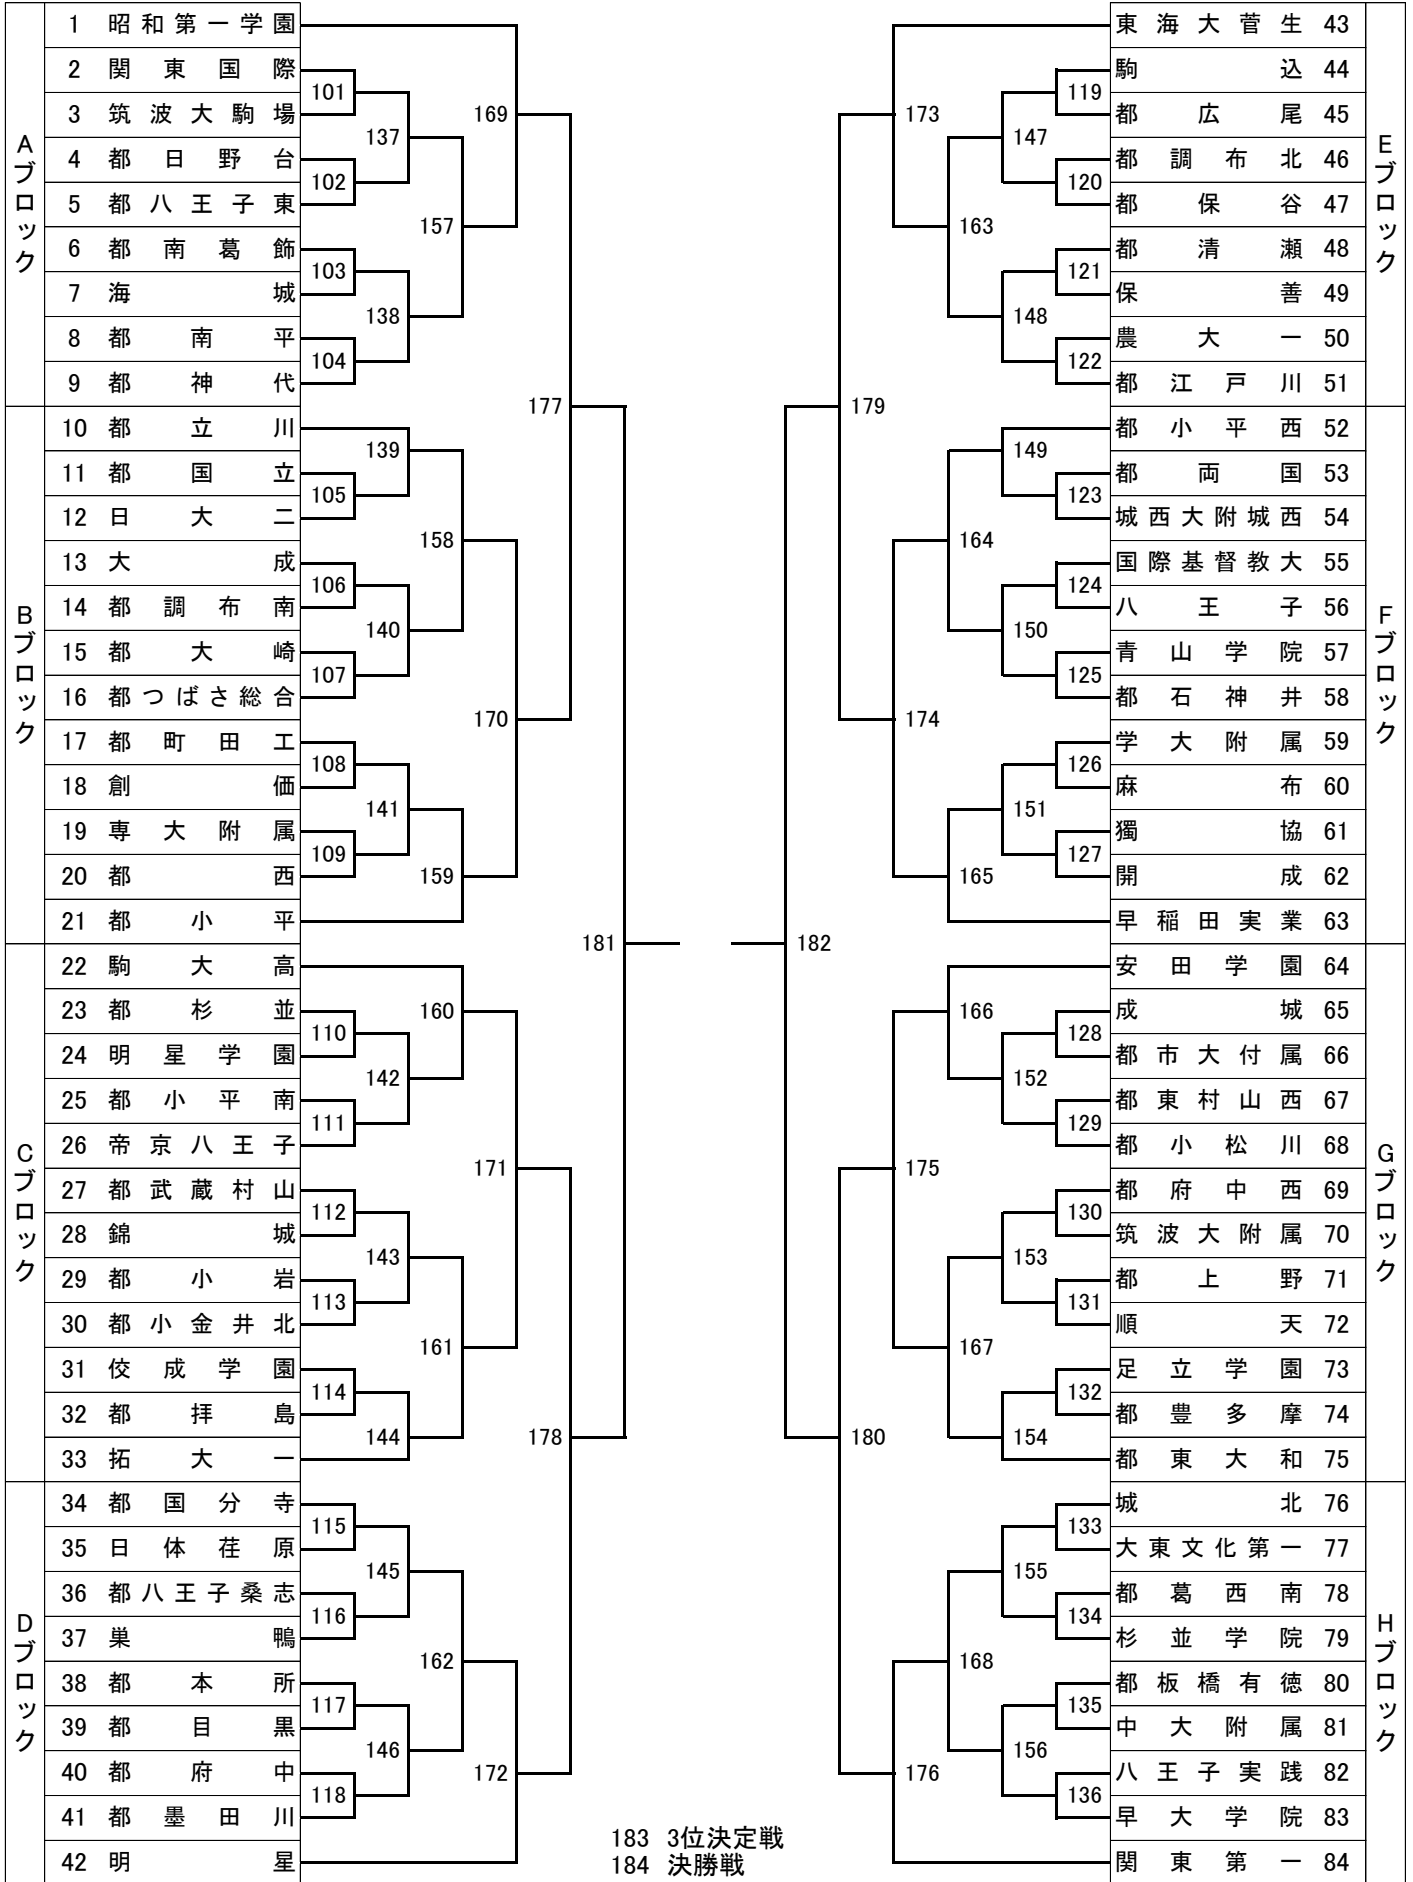 Aブロック
1 昭和第一学園
2 関東国際
3 筑波大駒場
4 都日野台
5 都八王子東
6 都南葛飾
7 海城
8 都南平
9 都神代
Bブロック
10 都立川
11 都国立
12 日大二
13 大成
14 都調布南
15 都大崎
16 都つばさ総合
17 都町田工
18 創価
19 専大附属
20 都西
21 都小平
Cブロック
22 駒大高
23 都杉並
24 明星学園
25 都小平南
26 帝京八王子
27 都武蔵村山
28 錦城
29 都小岩
30 都小金井北
31 佼成学園
32 都拝島
33 拓大一
Dブロック
34 都国分寺
35 日体荏原
36 都八王子桑志
37 巣鴨
38 都本所
39 都目黒
40 都府中
41 都墨田川
42 明星
101
102
103
104
105
106
107
108
109
110
111
112
113
114
115
116
117
118
137
138
139
140
141
142
143
144
145
146
157
158
159
160
161
162
169
170
171
172
177
178
181
182
179
180
173
174
175
176
163
164
165
166
167
168
147
148
149
150
151
152
153
154
155
156
119
120
121
122
123
124
125
126
127
128
129
130
131
132
133
134
135
136
東海大菅生 43
駒込 44
都広尾 45
都調布北 46
都保谷 47
都清瀬 48
保善 49
農大一 50
都江戸川 51
Eブロック
都小平西 52
都両国 53
城西大附城西 54
国際基督教大 55
八王子 56
青山学院 57
都石神井 58
学大附属 59
麻布 60
獨協 61
開成 62
早稲田実業 63
Fブロック
安田学園 64
成城 65
都市大付属 66
都東村山西 67
都小松川 68
都府中西 69
筑波大附属 70
都上野 71
順天 72
足立学園 73
都豊多摩 74
都東大和 75
Gブロック
城北 76
大東文化第一 77
都葛西南 78
杉並学院 79
都板橋有徳 80
中大附属 81
八王子実践 82
早大学院 83
関東第一 84
Hブロック
183 3位決定戦
184 決勝戦